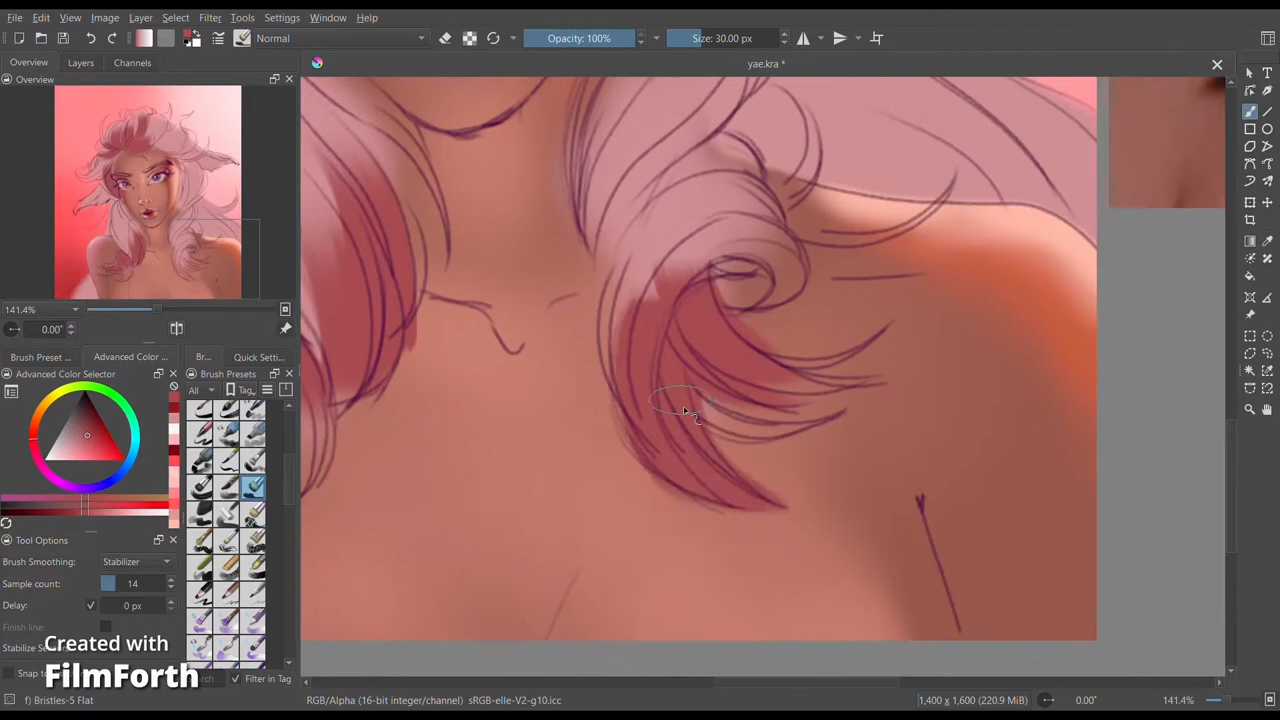 File Edit View Image Layer Select Filter Tools Settings Window Help
Normal Opacity: 100% Size: 30.00 px
Overview Layers Channels
yae.kra *
Overview
141.4%
0.00°
Brush Preset ... Advanced Color ... Br... Quick Setti...
Advanced Color Selector
Brush Presets
All Tag
Tool Options
Brush Smoothing: Stabilizer
Sample count: 14
Delay: 0 px
Finish line:
Created with
Snap to
FilmForth
Filter in Tag
f) Bristles-5 Flat
RGB/Alpha (16-bit integer/channel) sRGB-elle-V2-g10.icc
1,400 x 1,600 (220.9 MiB)
0.00°
141.4%